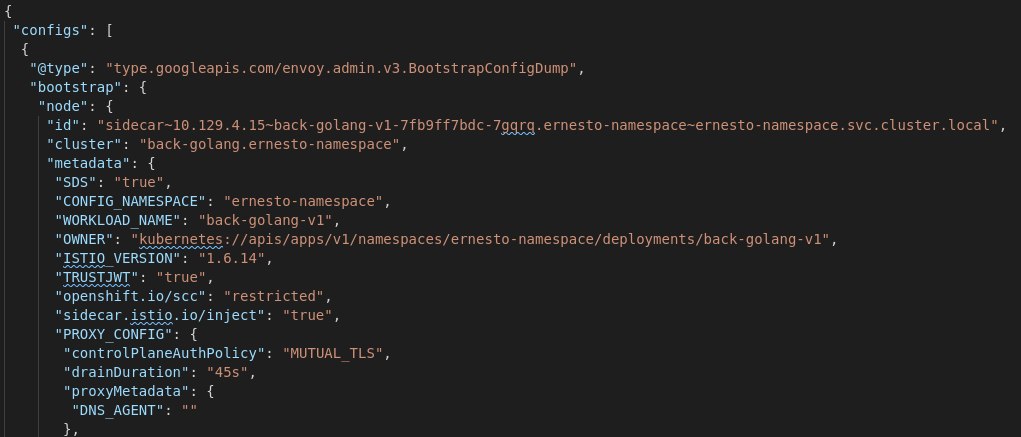 {
"configs": [
{
"@type": "type.googleapis.com/envoy.admin.v3.BootstrapConfigDump",
"bootstrap": {
"node": {
"id": "sidecar~10.129.4.15~back-golang-v1-7fb9ff7bdc-7gqrq.ernesto-namespace~ernesto-namespace.svc.cluster.local",
"cluster": "back-golang.ernesto-namespace",
"metadata": {
"SDS": "true",
"CONFIG_NAMESPACE": "ernesto-namespace",
"WORKLOAD_NAME": "back-golang-v1",
"OWNER": "kubernetes://apis/apps/v1/namespaces/ernesto-namespace/deployments/back-golang-v1",
"ISTIO_VERSION": "1.6.14",
"TRUSTJWT": "true",
"openshift.io/scc": "restricted",
"sidecar.istio.io/inject": "true",
"PROXY_CONFIG": {
"controlPlaneAuthPolicy": "MUTUAL_TLS",
"drainDuration": "45s",
"proxyMetadata": {
"DNS_AGENT": ""
},